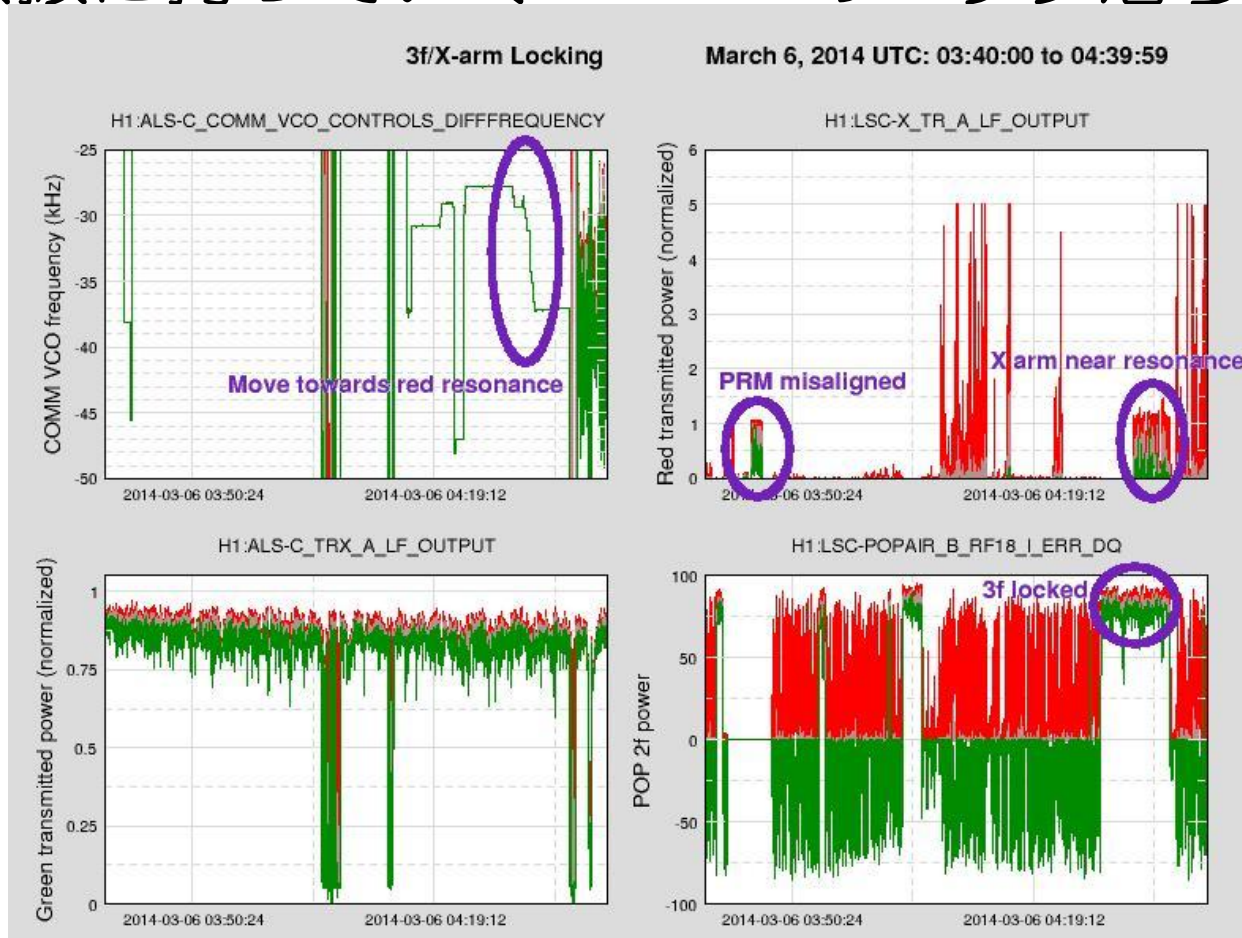 3f/X-arm Locking
March 6, 2014 UTC: 03:40:00 to 04:39:59
H1:ALS-C_COMM_VCO_CONTROLS_DIFFFREQUENCY
COMM VCO frequency (kHz)
-25
-30
-35
-40
-45
-50
Move towards red resonance
2014-03-06 03:50:24
2014-03-06 04:19:12
H1:LSC-X_TR_A_LF_OUTPUT
Red transmitted power (normalized)
6
5
4
3
2
1
0
PRM misaligned
X arm near resonance
2014-03-06 03:50:24
2014-03-06 04:19:12
H1:ALS-C_TRX_A_LF_OUTPUT
Green transmitted power (normalized)
1
0.75
0.5
0.25
0
2014-03-06 03:50:24
2014-03-06 04:19:12
H1:LSC-POPAIR_B_RF18_I_ERR_DQ
POP 2f power
100
50
0
-50
-100
3f locked
2014-03-06 03:50:24
2014-03-06 04:19:12